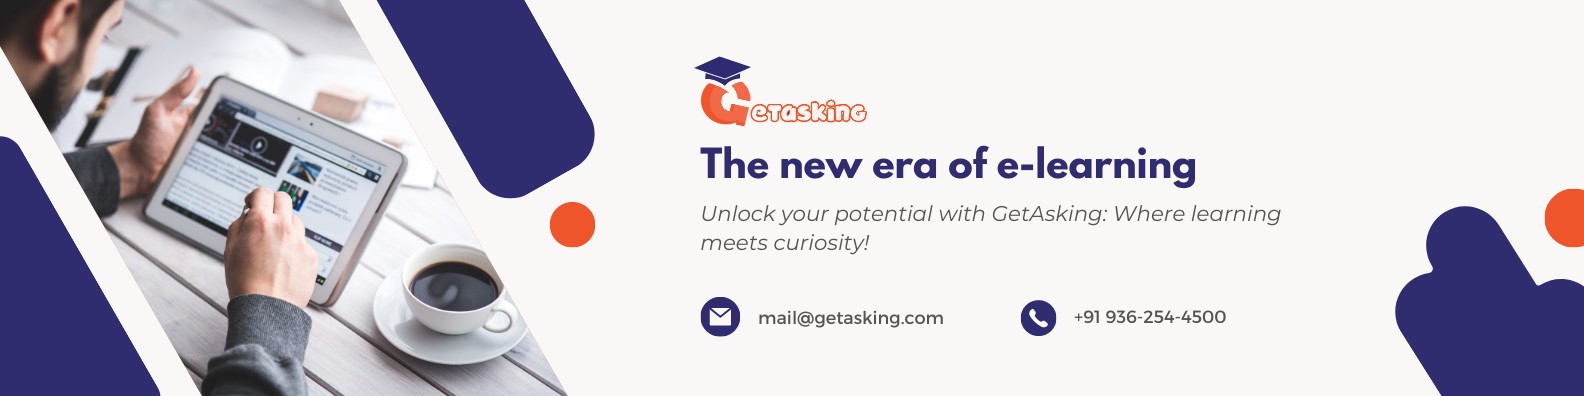 GETASKING
The new era of e-learning
Unlock your potential with GetAsking: Where learning
meets curiosity!
mail@getasking.com
+91 936-254-4500